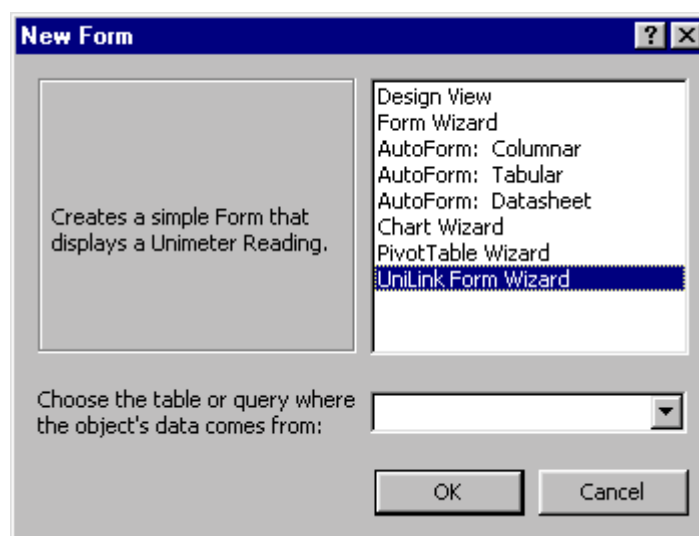 New Form
Creates a simple Form that
displays a Unimeter Reading.
Design View
Form Wizard
AutoForm: Columnar
AutoForm: Tabular
AutoForm: Datasheet
Chart Wizard
PivotTable Wizard
UniLink Form Wizard
Choose the table or query where
the object's data comes from:
OK
Cancel